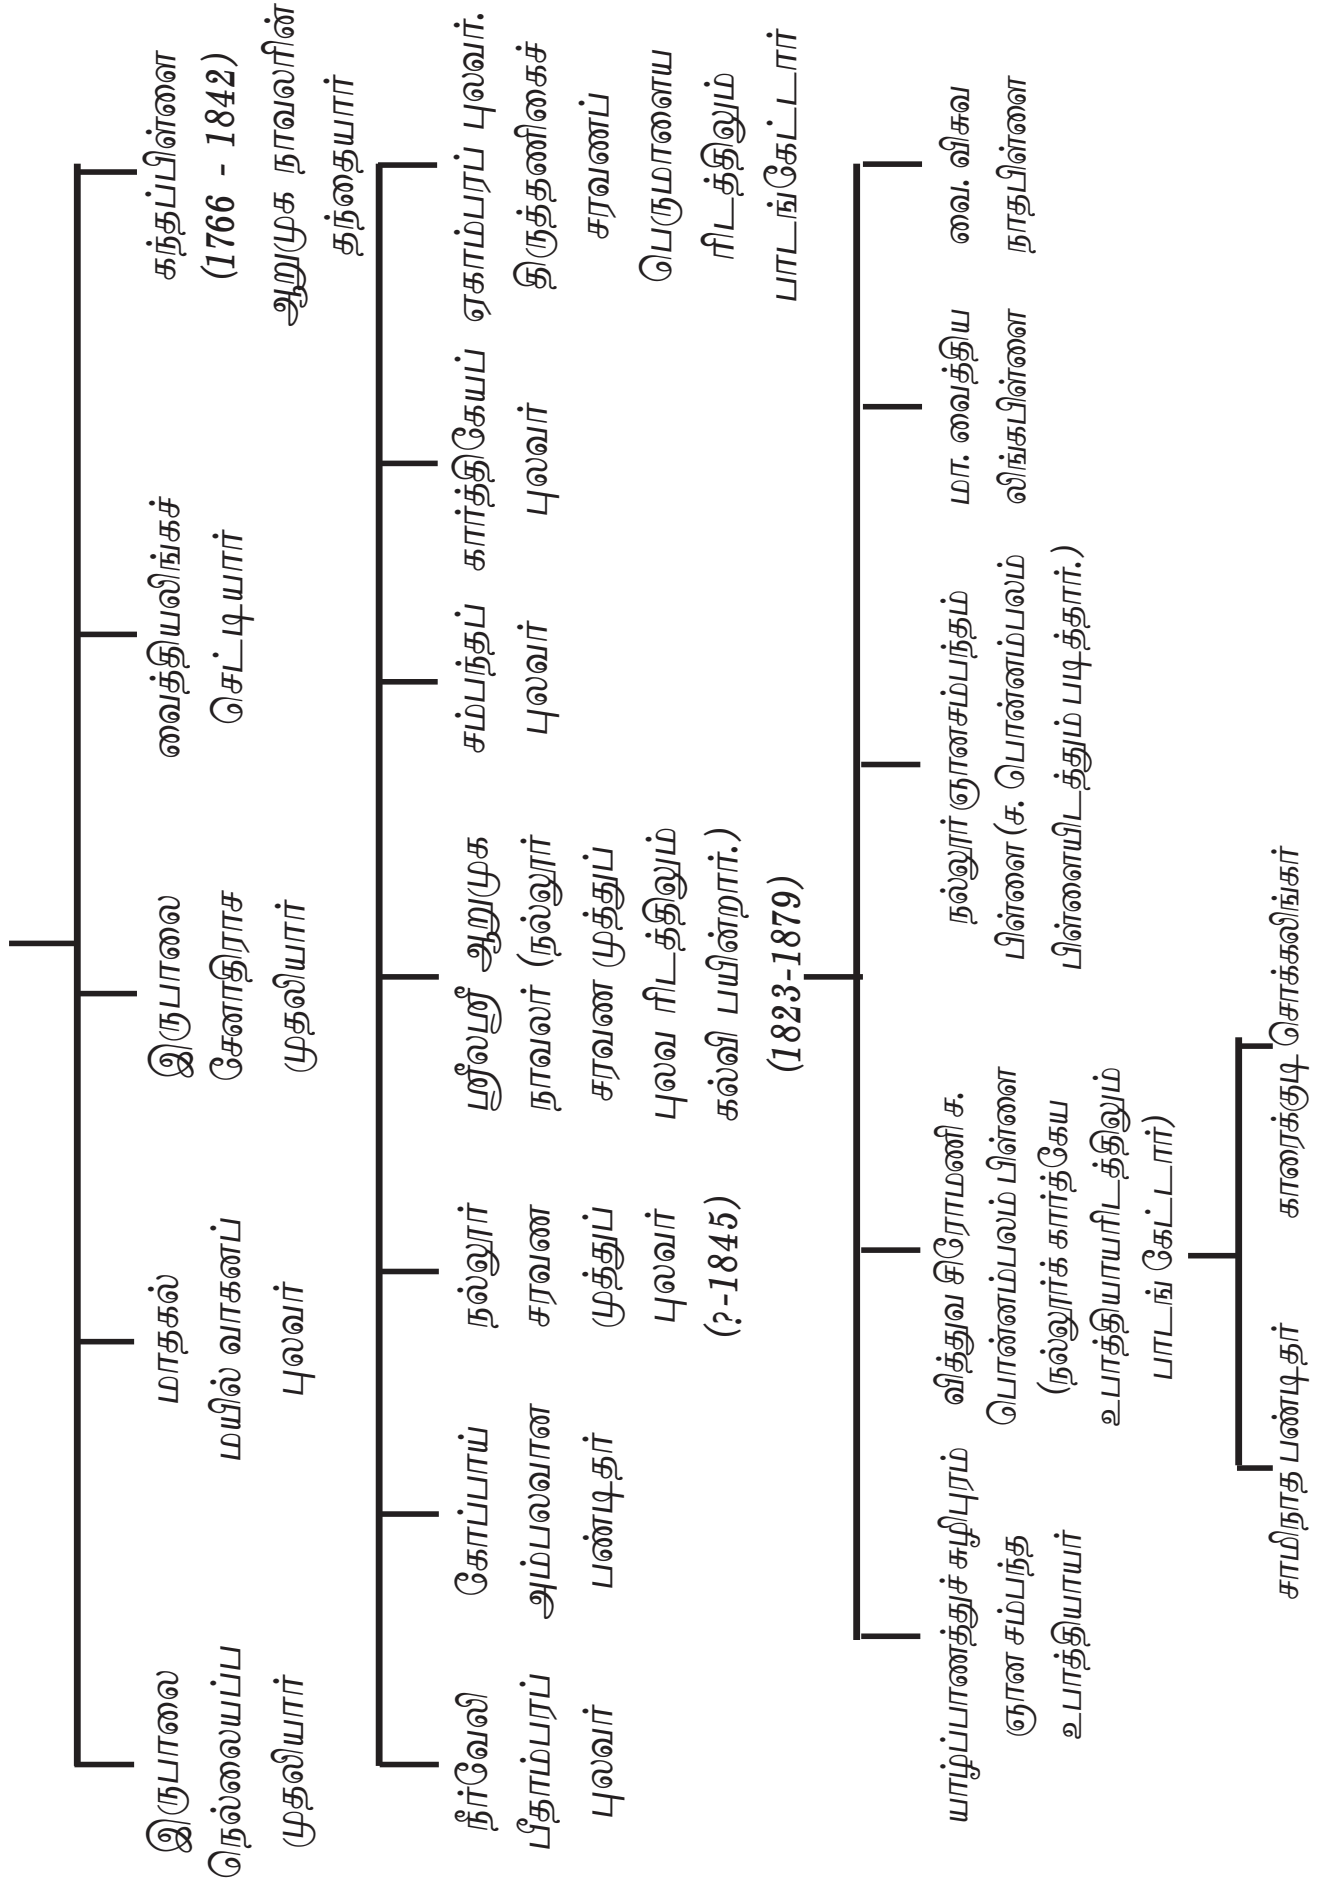 இருபாலை
நெல்லையப்ப
முதலியார்
மாதகல்
மயில் வாகனப்
புலவர்
இருபாலை
சேனாதிராச
முதலியார்
வைத்தியலிங்கச்
செட்டியார்
கந்தப்பிள்ளை
(1766 - 1842)
ஆறுமுக நாவலரின்
தந்தையார்
நீர்வேலி
பீதாம்பரப்
புலவர்
கோப்பாய்
அம்பலவான
பண்டிதர்
நல்லூர்
சரவண
முத்துப்
புலவர்
(?-1845)
ஸ்ரீலஸ்ரீ ஆறுமுக
நாவலர் (நல்லூர்
சரவண முத்துப்
புலவ ரிடத்திலும்
கல்வி பயின்றார்.)
(1823-1879)
சம்பந்தப்
புலவர்
கார்த்திகேயப்
புலவர்
ஏகாம்பரப் புலவர்.
திருத்தணிகைச்
சரவணப்
பெருமாளைய
ரிடத்திலும்
பாடங்கேட்டார்
யாழ்ப்பாணத்துச் சுழிபுரம்
ஞான சம்பந்த
உபாத்தியாயர்
வித்துவ சிரோமணி ச.
பொன்னம்பலம் பிள்ளை
(நல்லூர்க் கார்த்கேய
உபாத்தியாயரிடத்திலும்
பாடங் கேட்டார்)
நல்லூர் ஞானசம்பந்தம்
பிள்ளை (ச. பொன்னம்பலம்
பிள்ளையிடத்தும் படித்தார்.)
மா. வைத்திய
லிங்கபிள்ளை
வை. விசுவ
நாதபிள்ளை
சாமிநாத பண்டிதர்
காரைக்குடி சொக்கலிங்கர்